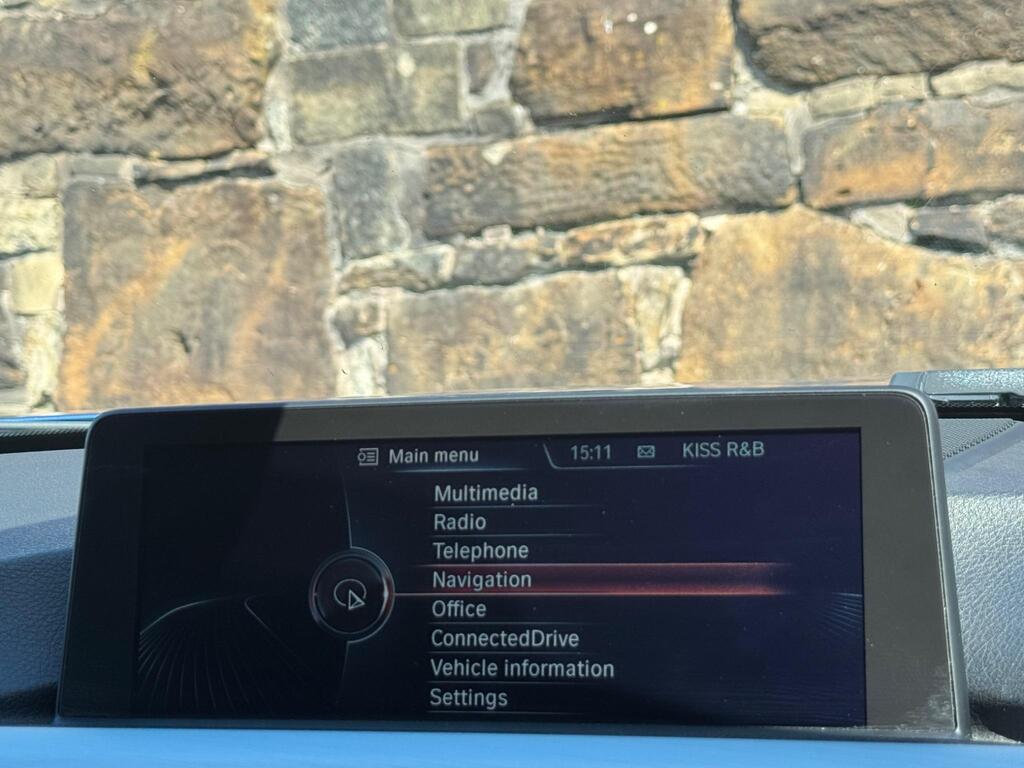 Main menu 15:11 KISS R&B
Multimedia
Radio
Telephone
Navigation
Office
ConnectedDrive
Vehicle information
Settings